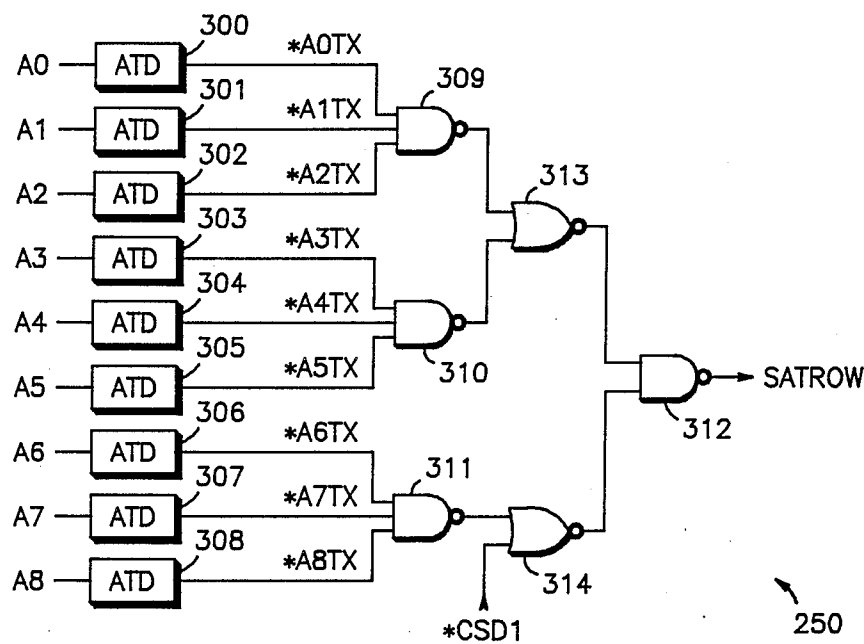 300
A0 ATD *A0TX
309
301
A1 ATD *A1TX
302
A2 ATD *A2TX
313
303
A3 ATD *A3TX
304
A4 ATD *A4TX
310
305
A5 ATD *A5TX
SATROW
312
306
A6 ATD *A6TX
311
307
A7 ATD *A7TX
308
A8 ATD *A8TX
314
*CSD1
250